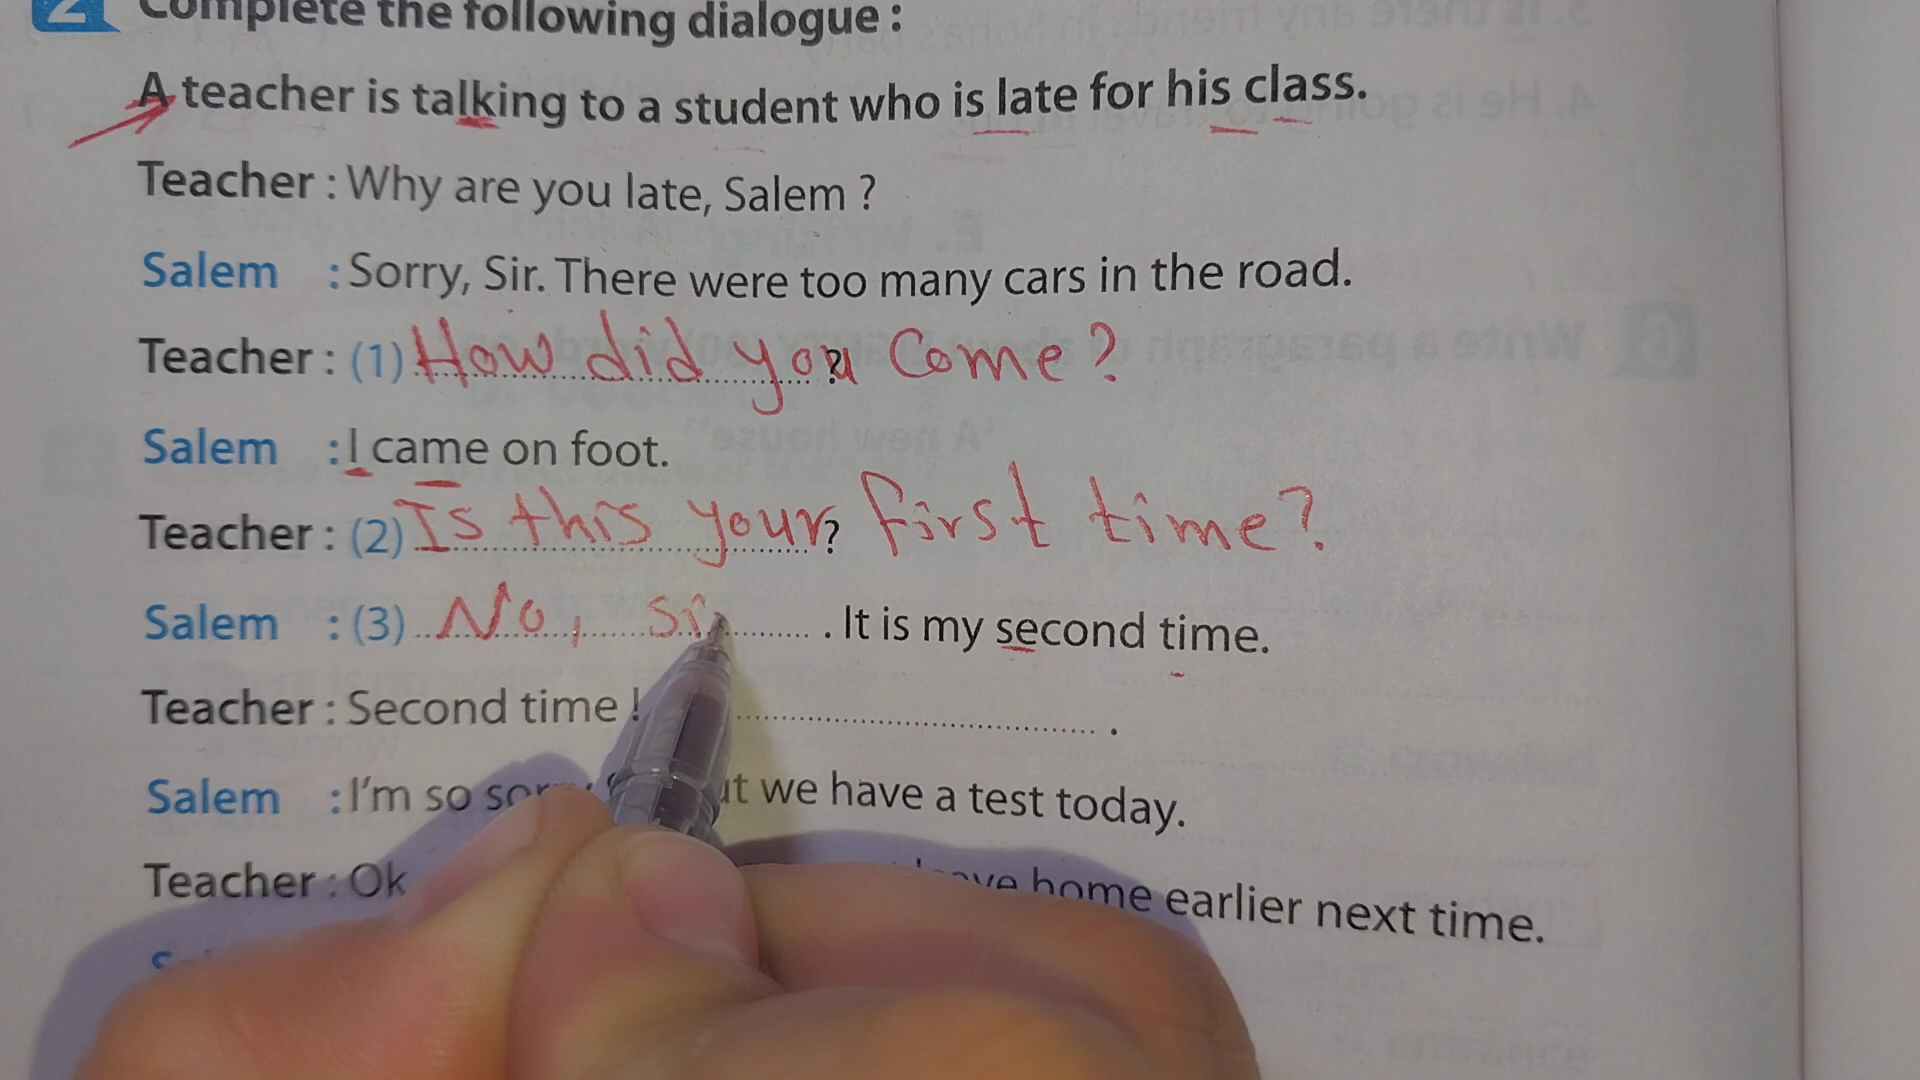 2 Complete the following dialogue :
A teacher is talking to a student who is late for his class.
Teacher : Why are you late, Salem ?
Salem : Sorry, Sir. There were too many cars in the road.
Teacher : (1) How did you Come? ?
Salem : I came on foot.
Teacher : (2) Is this your first time? ?
Salem : (3) No, si . It is my second time.
Teacher : Second time ! .
Salem : I'm so we have a test today.
Teacher : Ok home earlier next time.